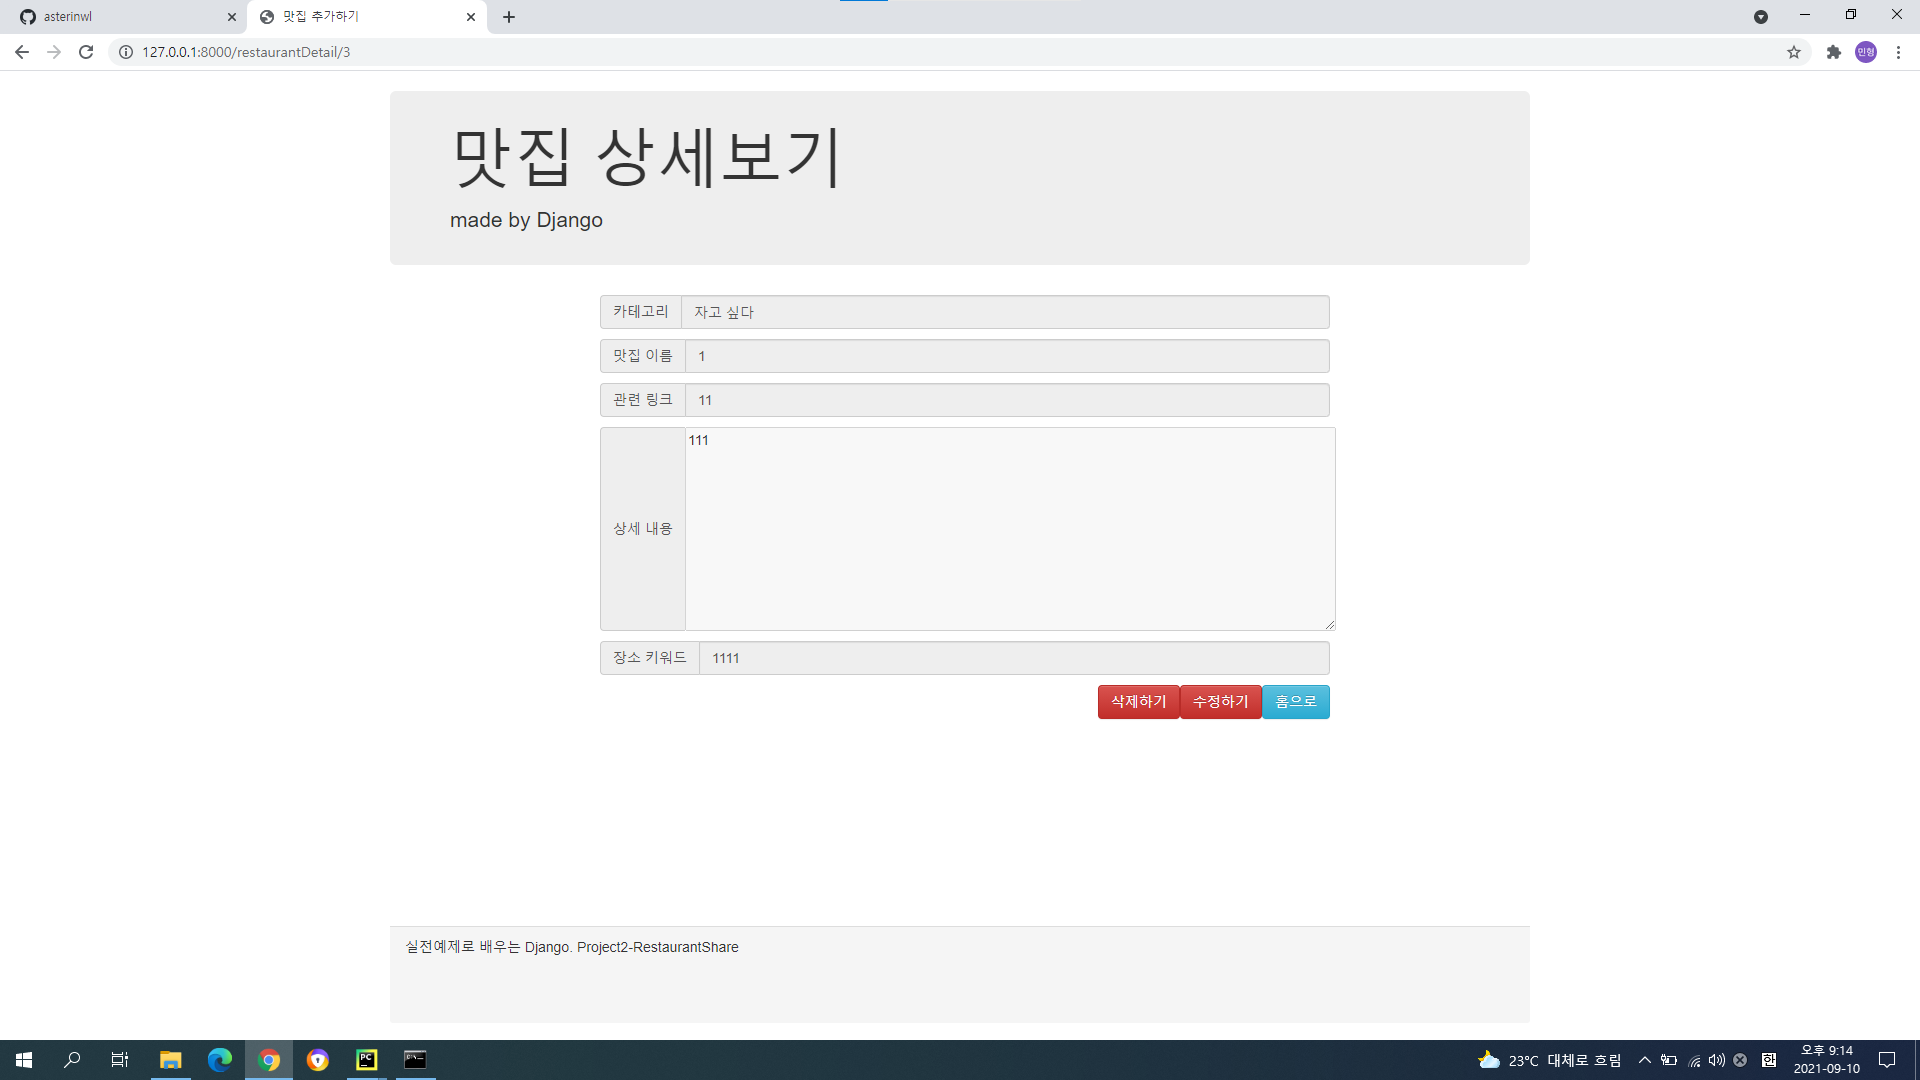 asterinwl
맛집 추가하기
127.0.0.1:8000/restaurantDetail/3
민형
맛집 상세보기
made by Django
카테고리 자고 싶다
맛집 이름 1
관련 링크 11
상세 내용 111
장소 키워드 1111
삭제하기 수정하기 홈으로
실전예제로 배우는 Django. Project2-RestaurantShare
PC
23°C 대체로 흐림
한
오후 9:14
2021-09-10